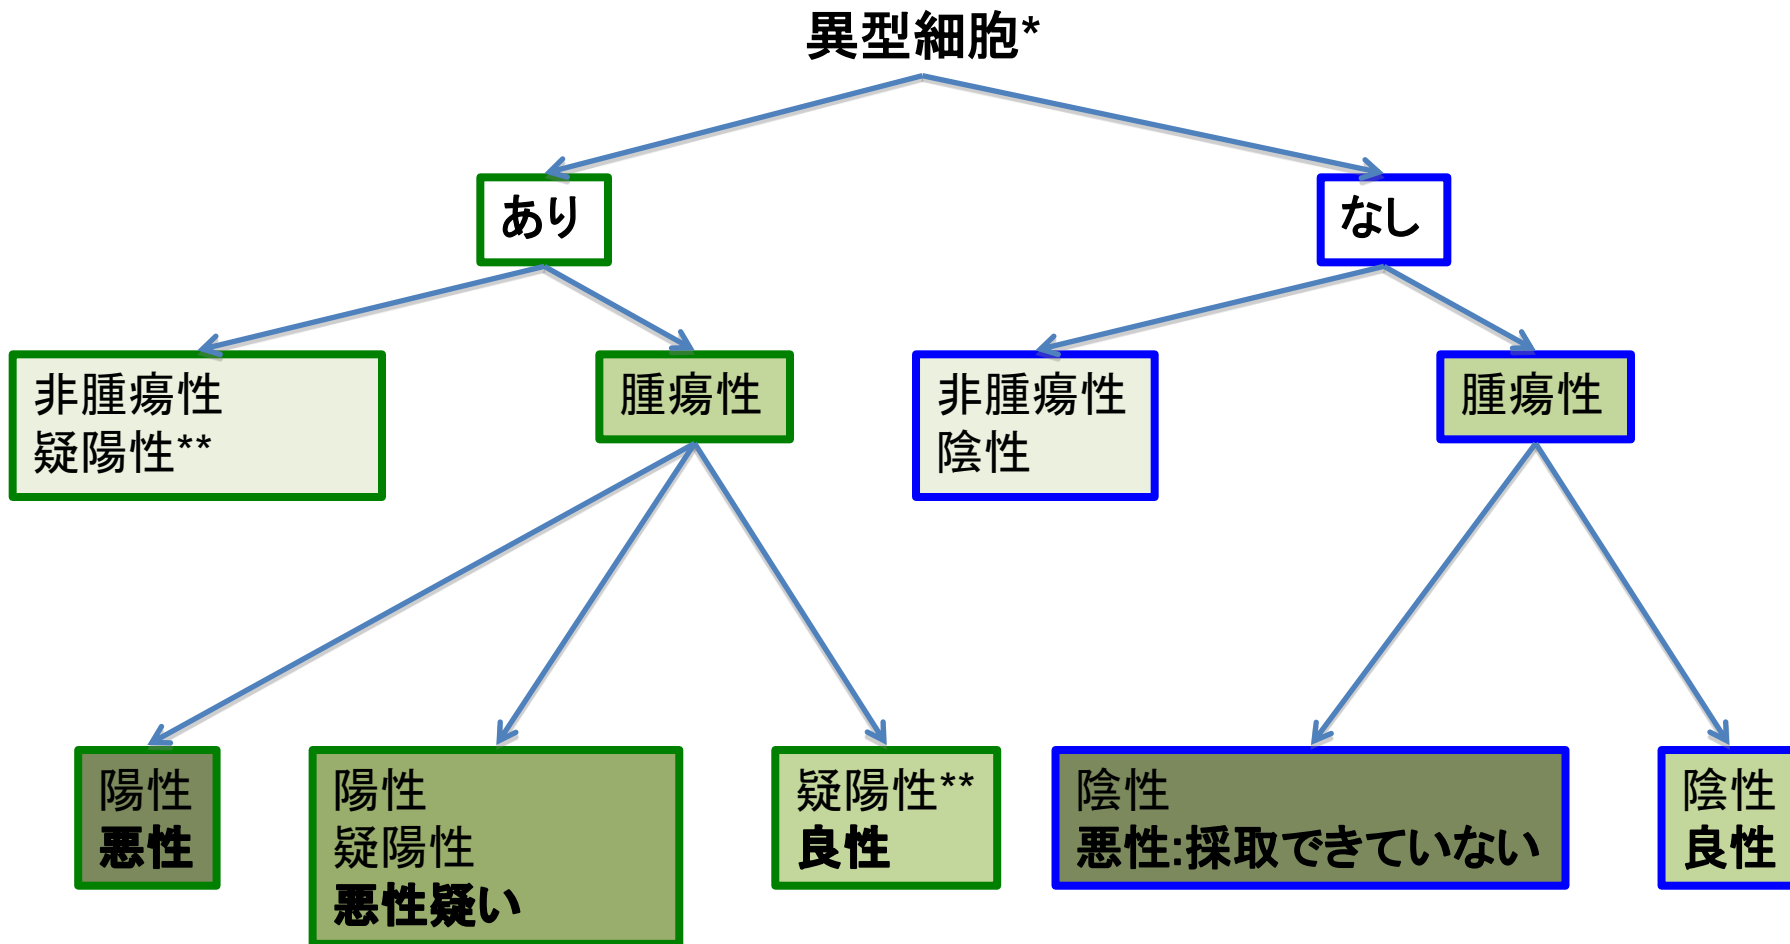 異型細胞*
あり
なし
非腫瘍性
疑陽性**
腫瘍性
非腫瘍性
陰性
腫瘍性
陽性
悪性
陽性
疑陽性
悪性疑い
疑陽性**
良性
陰性
悪性:採取できていない
陰性
良性